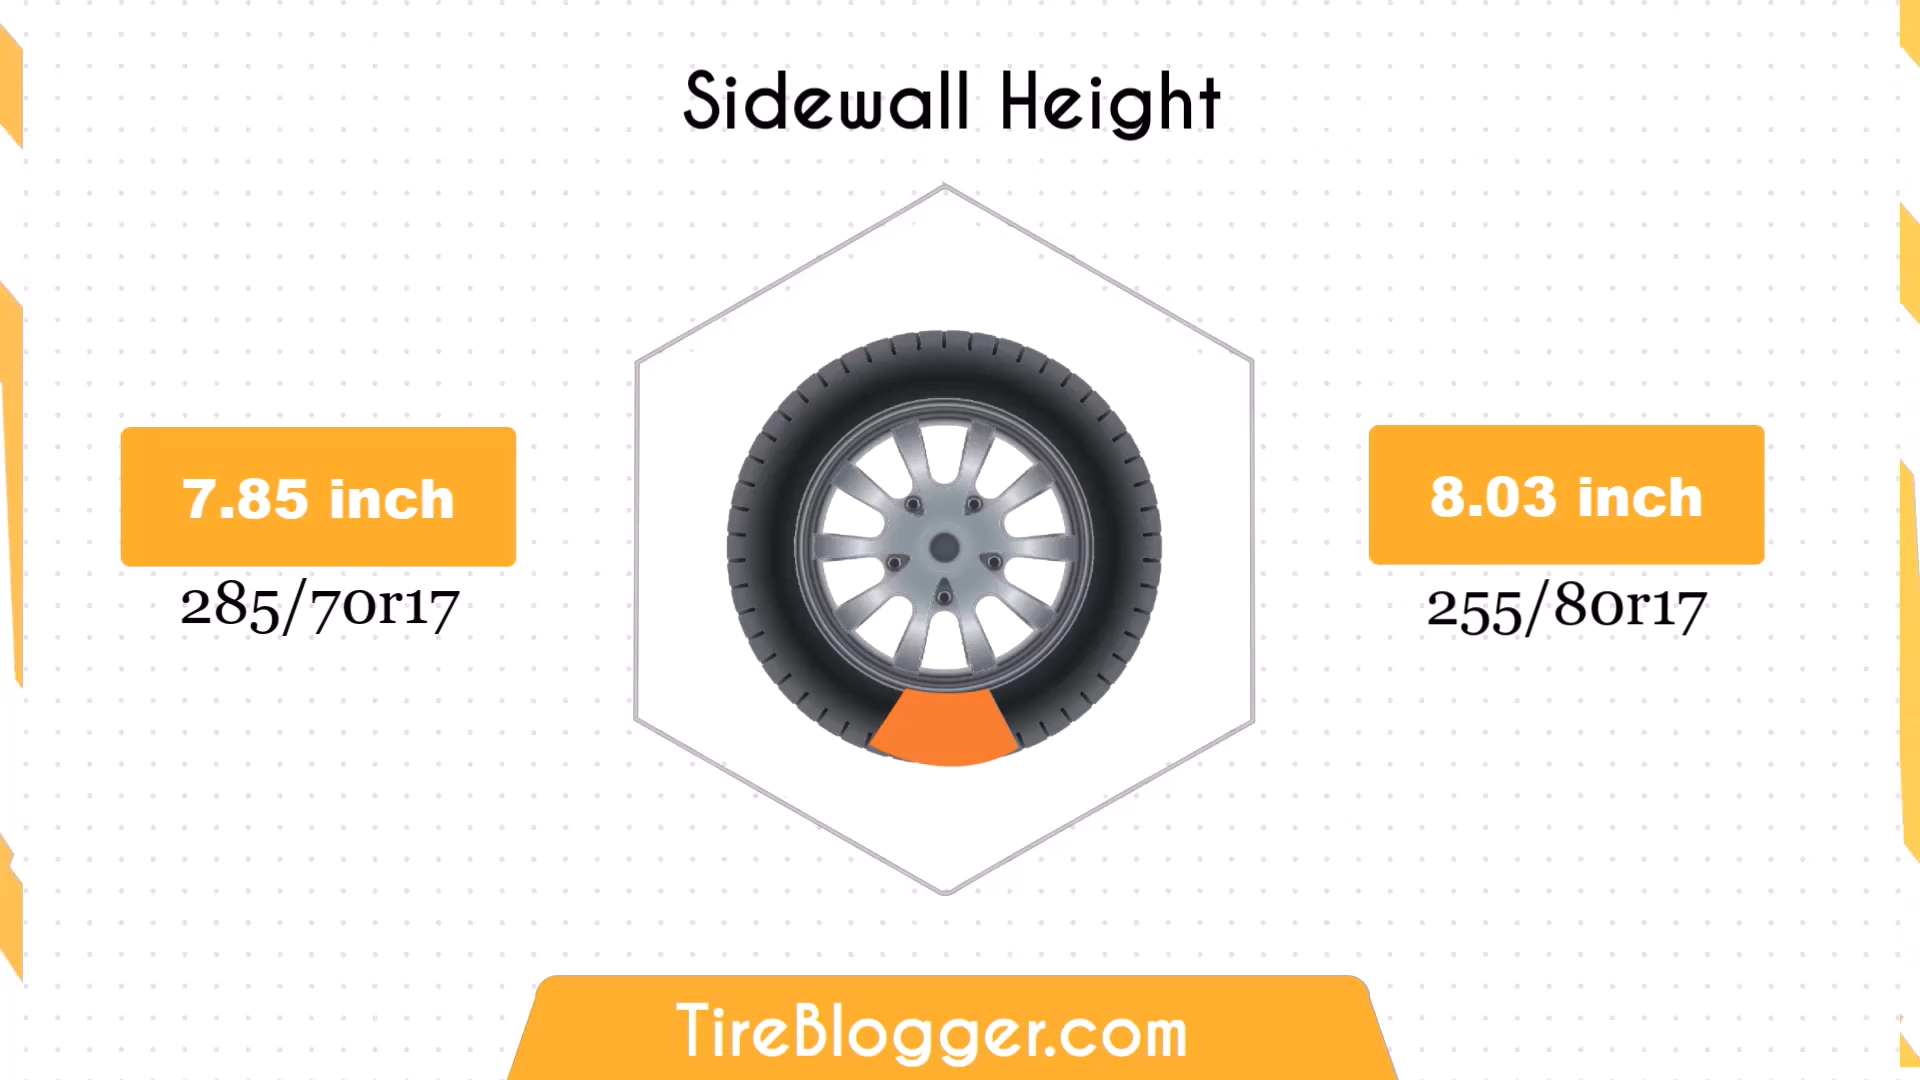 Sidewall Height
7.85 inch
285/70r17
8.03 inch
255/80r17
TireBlogger.com